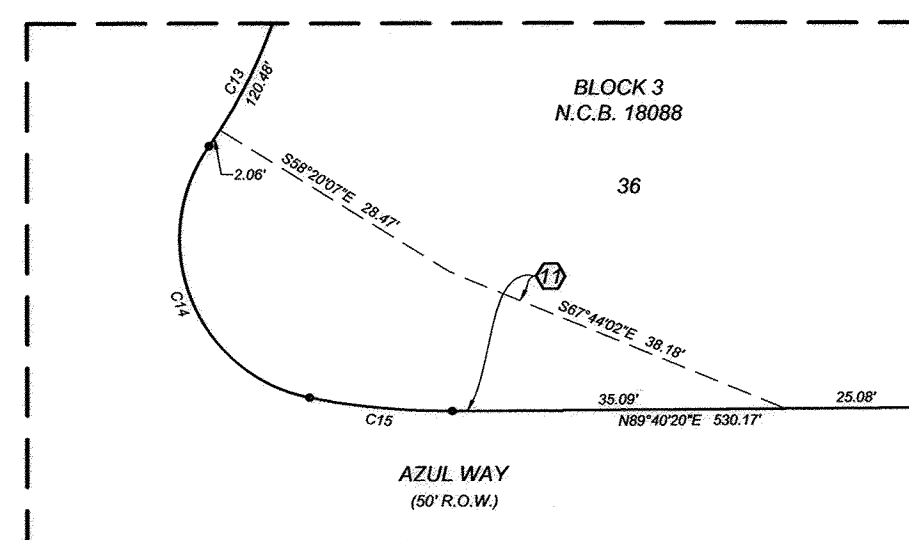 C13
120.48'
BLOCK 3
N.C.B. 18088
36
2.06'
S58°20'07"E 28.47'
11
C14
S67°44'02"E 38.18'
35.09'
25.08'
C15
N89°40'20"E 530.17'
AZUL WAY
(50' R.O.W.)